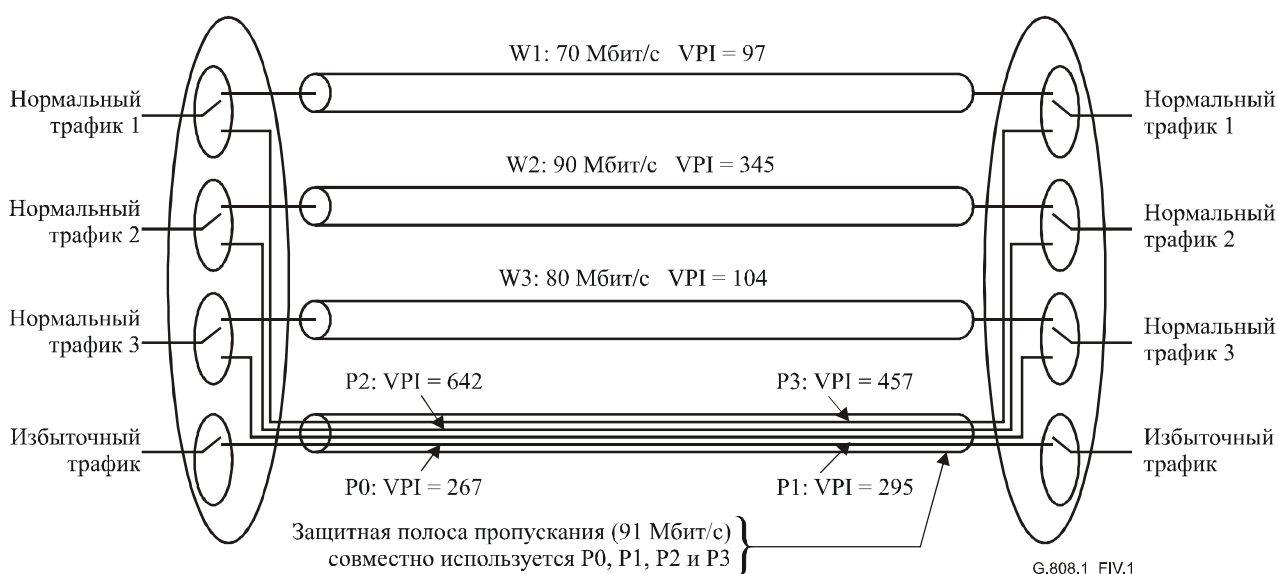 W1: 70 Мбит/с VPI = 97
Нормальный
трафик 1
Нормальный
трафик 1
W2: 90 Мбит/с VPI = 345
Нормальный
трафик 2
Нормальный
трафик 2
W3: 80 Мбит/с VPI = 104
Нормальный
трафик 3
Нормальный
трафик 3
P2: VPI = 642
P3: VPI = 457
Избыточный
трафик
Избыточный
трафик
P0: VPI = 267
P1: VPI = 295
Защитная полоса пропускания (91 Мбит/с)
совместно используется P0, P1, P2 и P3
G.808.1_FIV.1